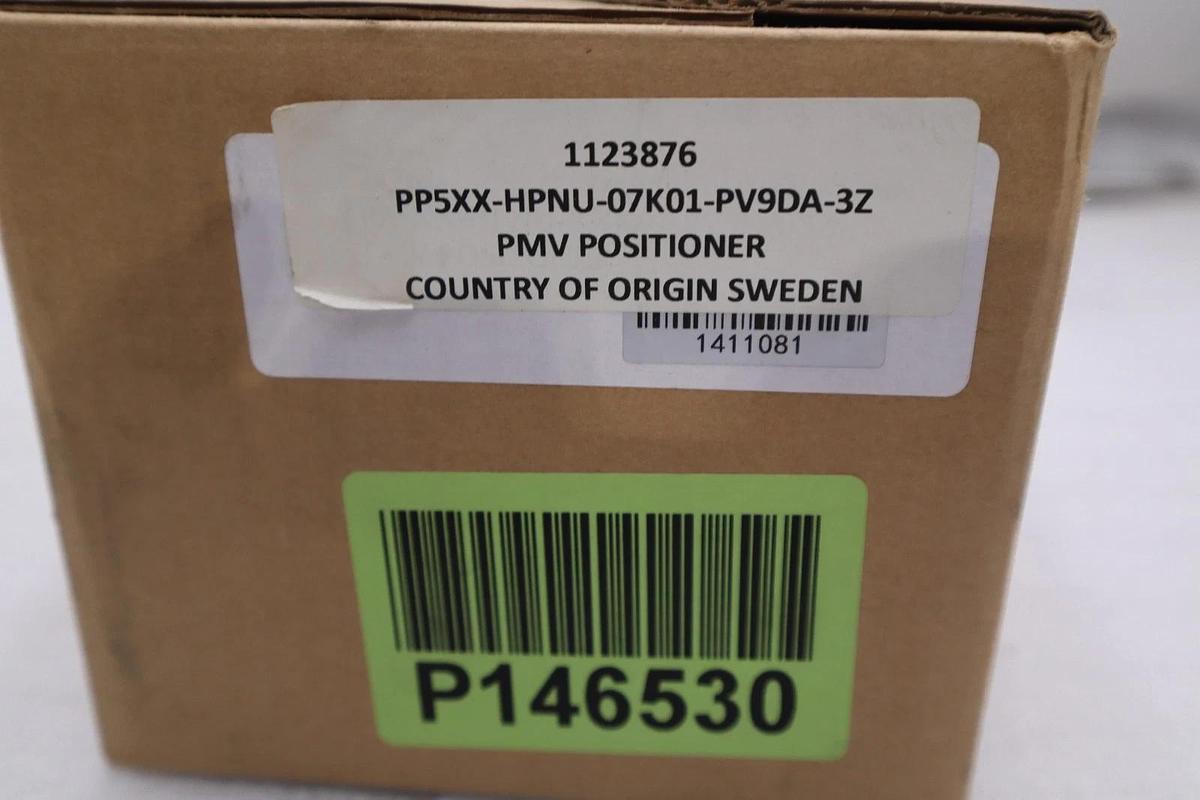 1123876
PP5XX-HPNU-07K01-PV9DA-3Z
PMV POSITIONER
COUNTRY OF ORIGIN SWEDEN
1411081
P146530